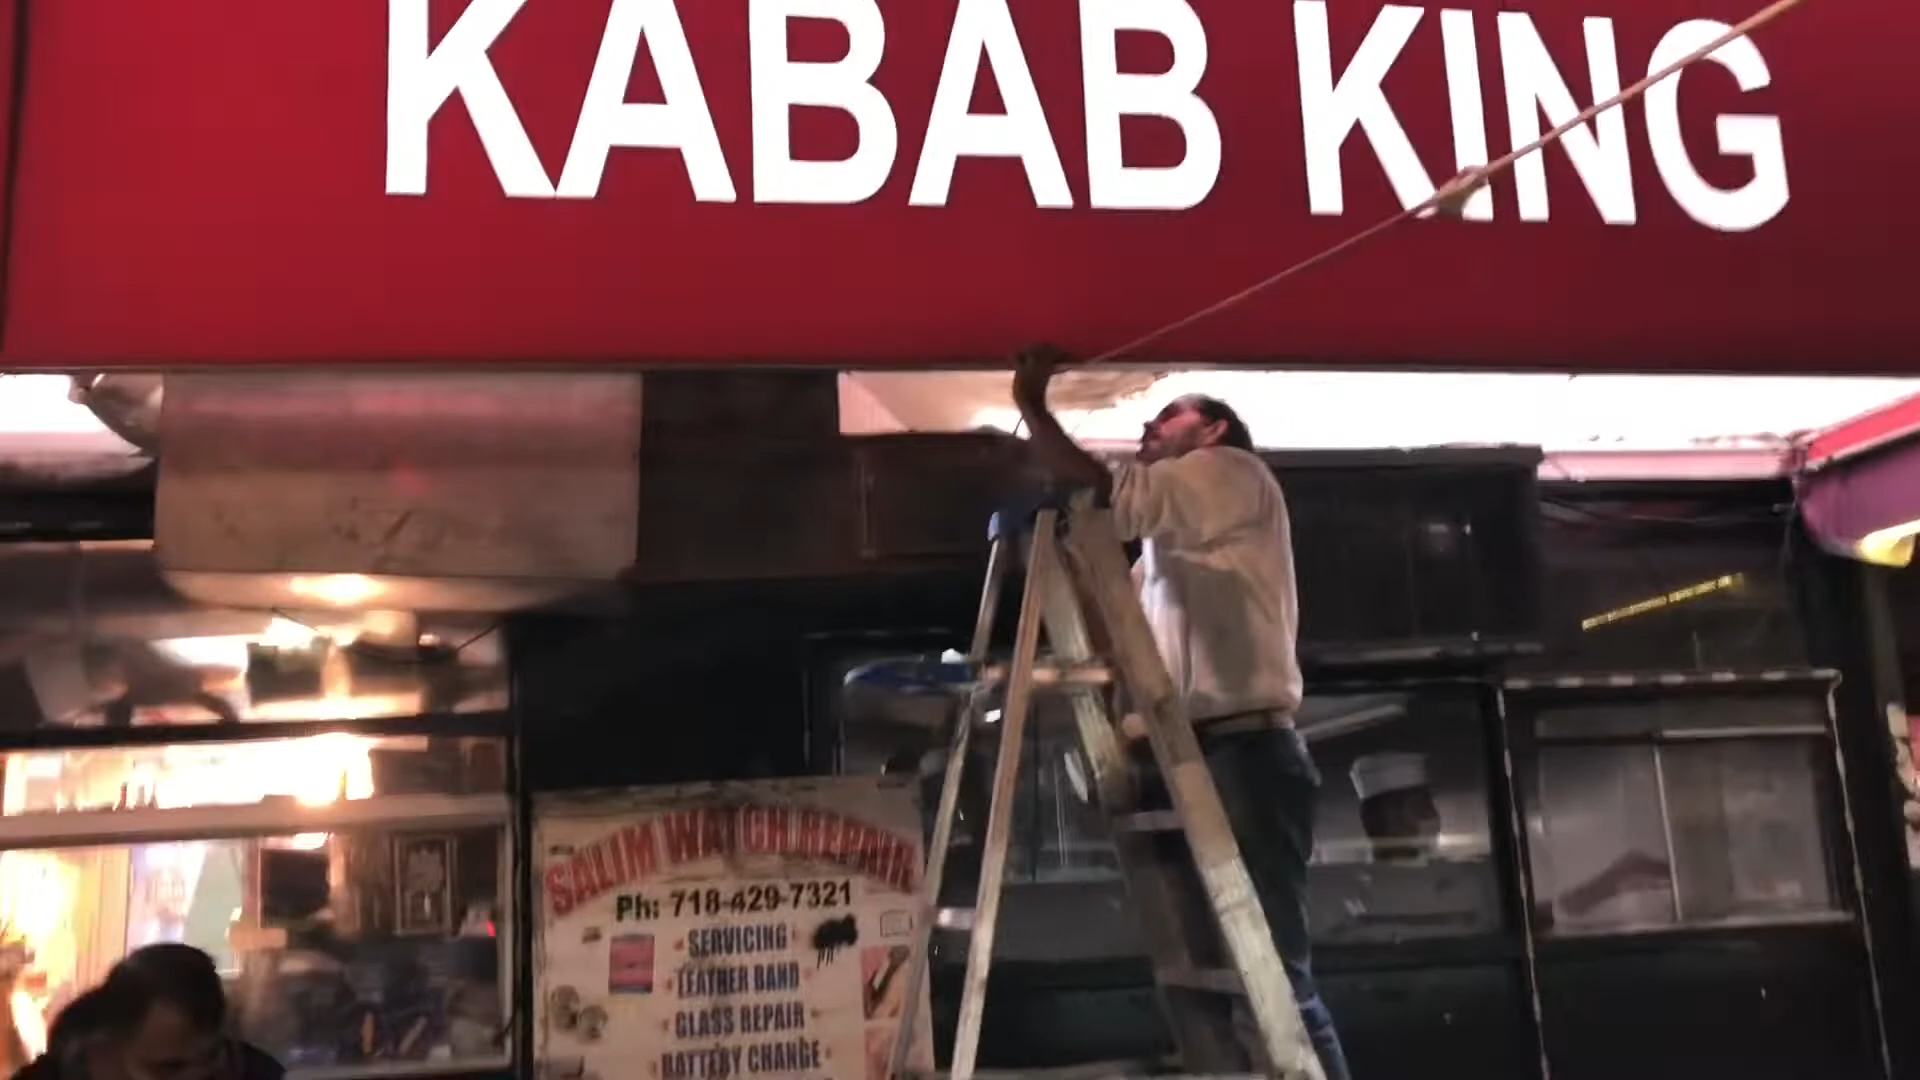 KABAB KING
SALIM WATCH REPAIR
Ph: 718-429-7321
SERVICING
LEATHER BAND
GLASS REPAIR
BATTERY CHANGE